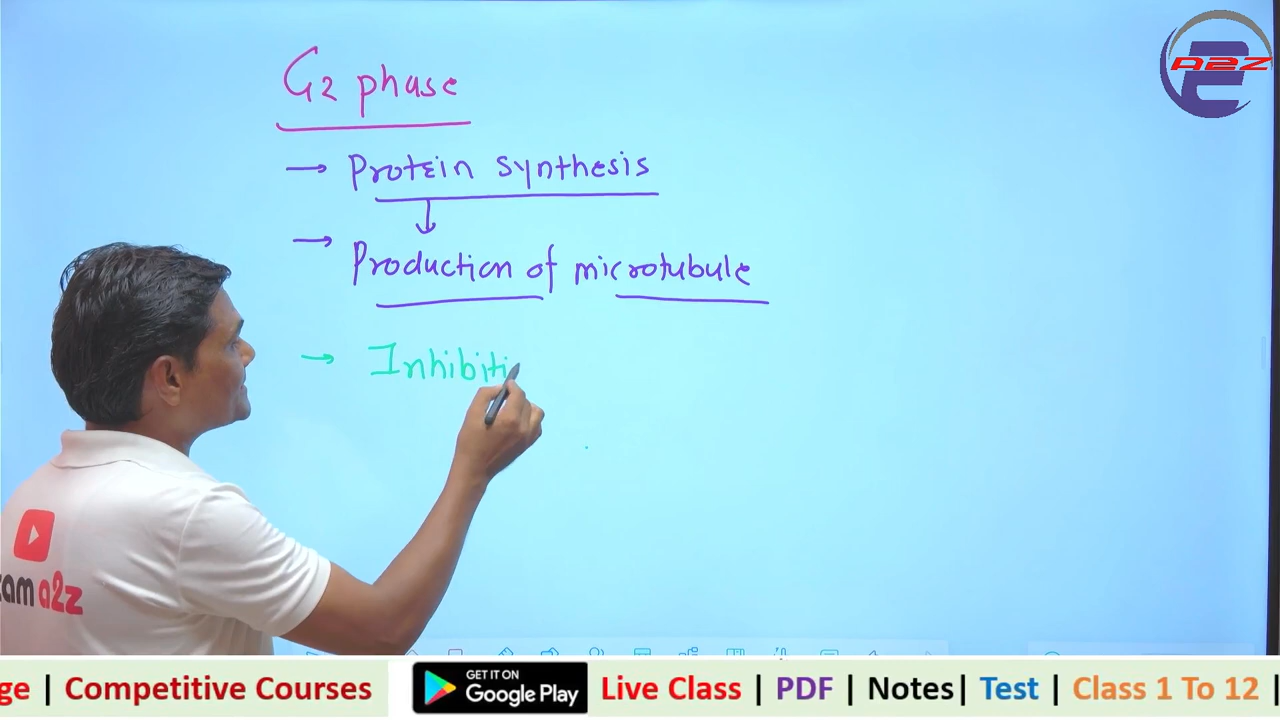 A2Z
G2 phase
→ Protein synthesis
→ Production of microtubule
→ Inhibiti
am a2z
ge | Competitive Courses GET IT ON Google Play Live Class | PDF | Notes| Test | Class 1 To 12 |